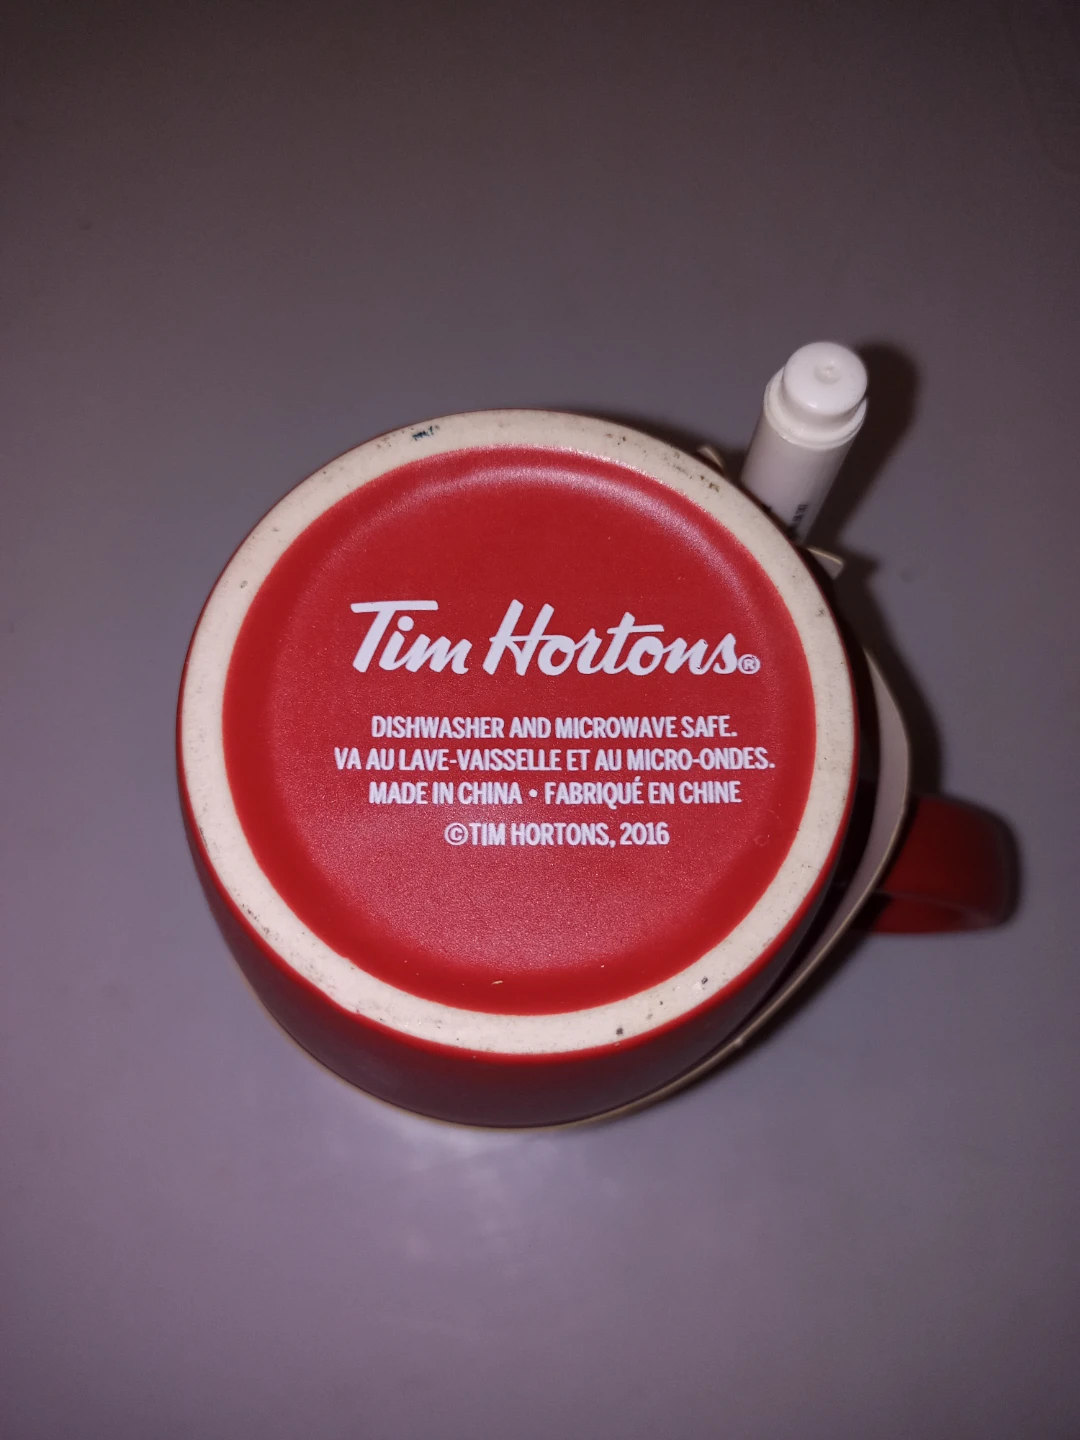 Tim Hortons®
DISHWASHER AND MICROWAVE SAFE.
VA AU LAVE-VAISSELLE ET AU MICRO-ONDES.
MADE IN CHINA • FABRIQUÉ EN CHINE
©TIM HORTONS, 2016